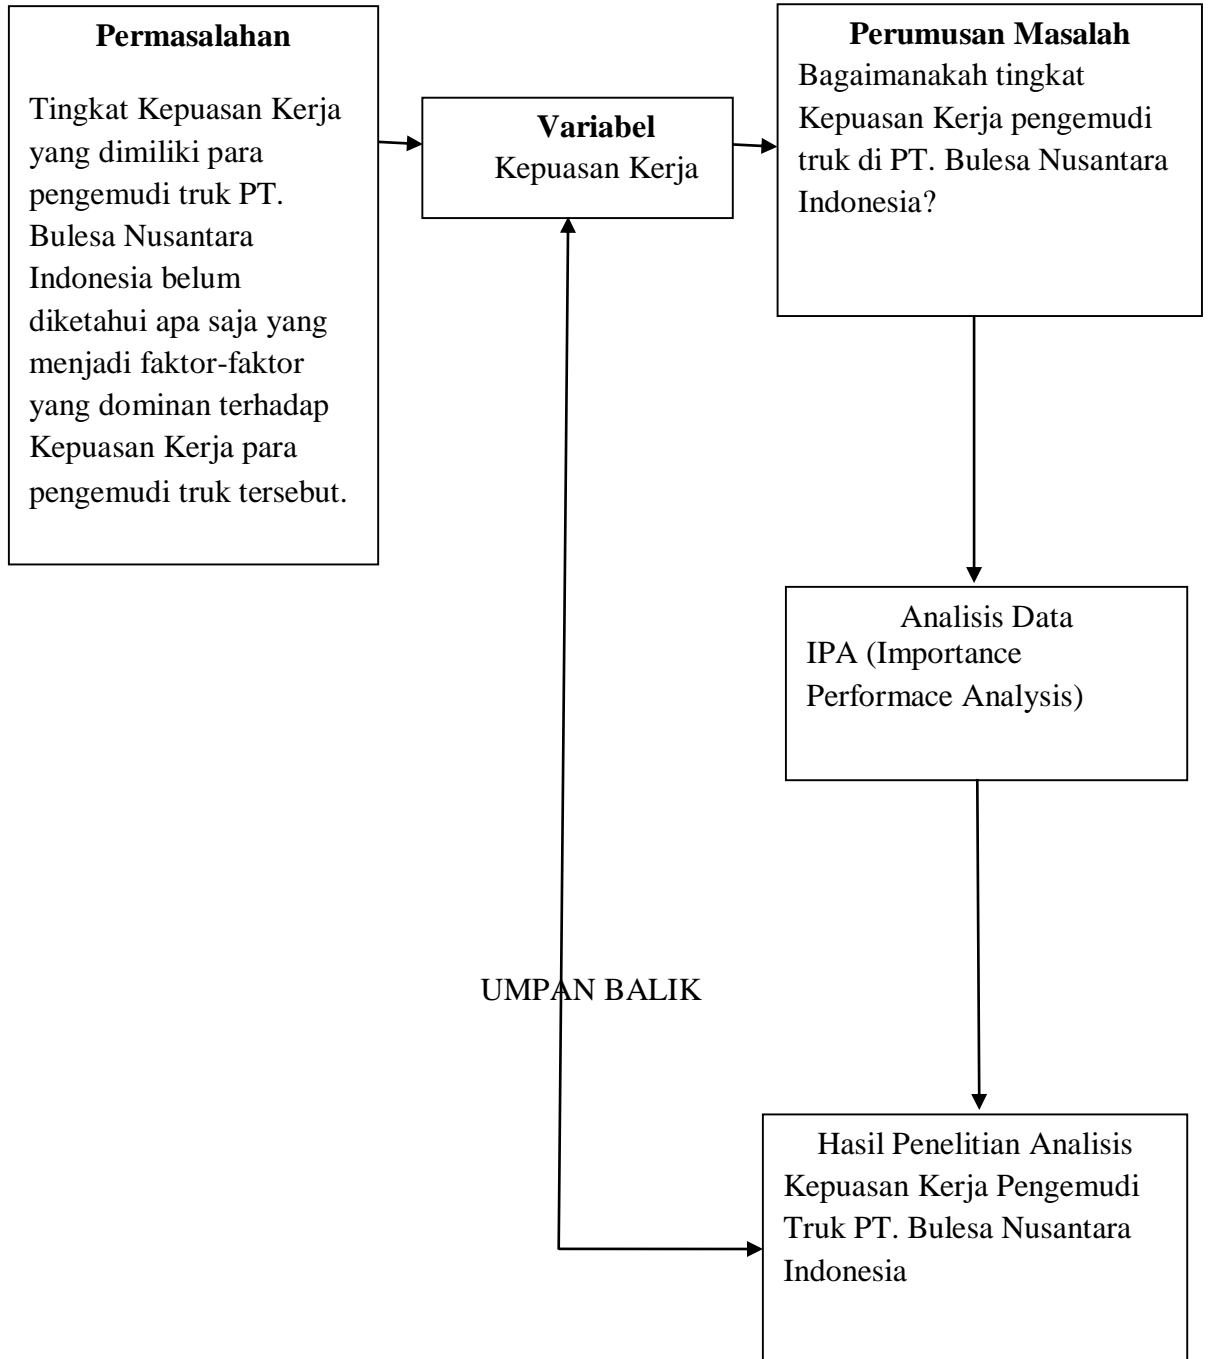 Permasalahan
Tingkat Kepuasan Kerja
yang dimiliki para
pengemudi truk PT.
Bulesa Nusantara
Indonesia belum
diketahui apa saja yang
menjadi faktor-faktor
yang dominan terhadap
Kepuasan Kerja para
pengemudi truk tersebut.
Variabel
Kepuasan Kerja
Perumusan Masalah
Bagaimanakah tingkat
Kepuasan Kerja pengemudi
truk di PT. Bulesa Nusantara
Indonesia?
Analisis Data
IPA (Importance
Performace Analysis)
UMPAN BALIK
Hasil Penelitian Analisis
Kepuasan Kerja Pengemudi
Truk PT. Bulesa Nusantara
Indonesia